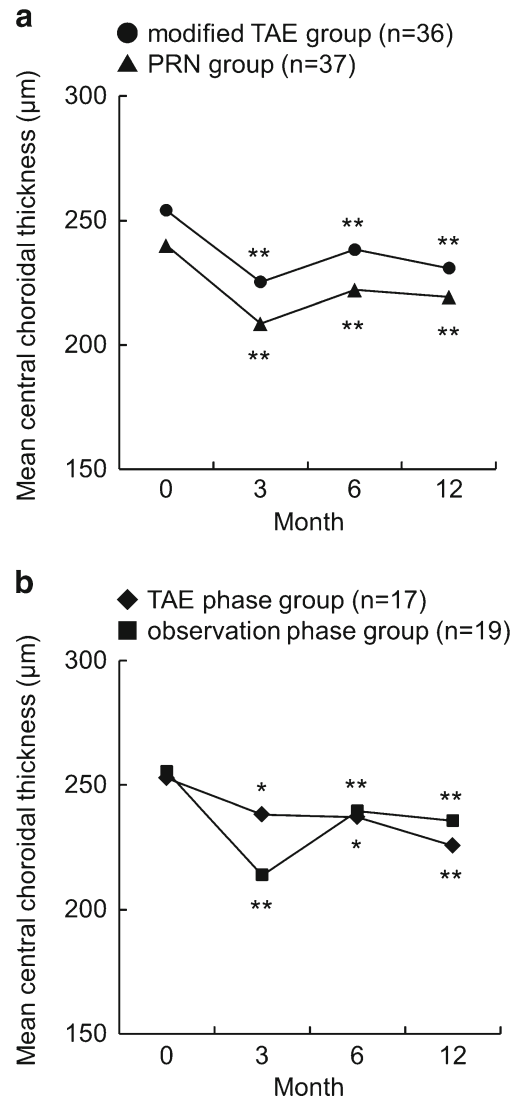 a
modified TAE group (n=36)
PRN group (n=37)
Mean central choroidal thickness (μm)
300
250
200
150
** ** **
** ** **
0 3 6 12
Month
b
TAE phase group (n=17)
observation phase group (n=19)
Mean central choroidal thickness (μm)
300
250
200
150
* ** **
** * **
0 3 6 12
Month